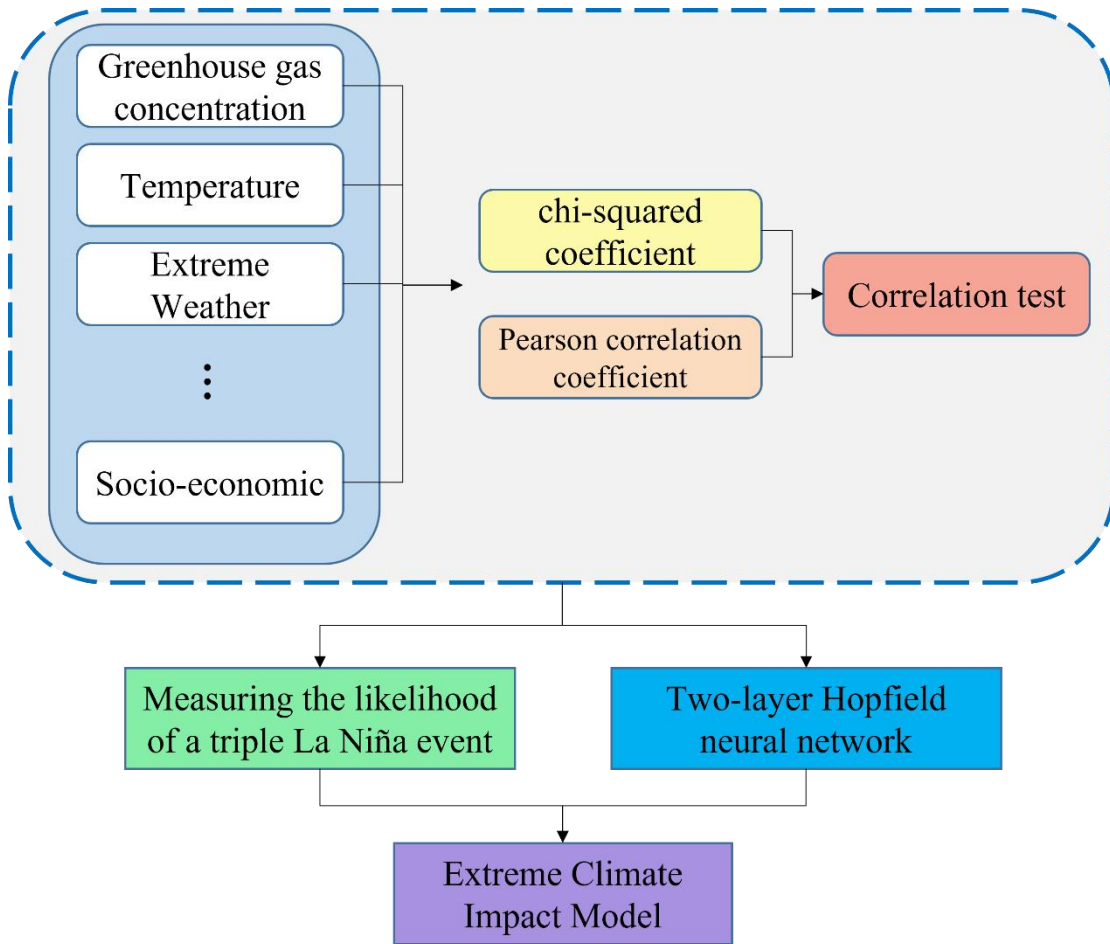 Greenhouse gas
concentration
Temperature
Extreme
Weather
Socio-economic
chi-squared
coefficient
Pearson correlation
coefficient
Correlation test
Measuring the likelihood
of a triple La Niña event
Two-layer Hopfield
neural network
Extreme Climate
Impact Model